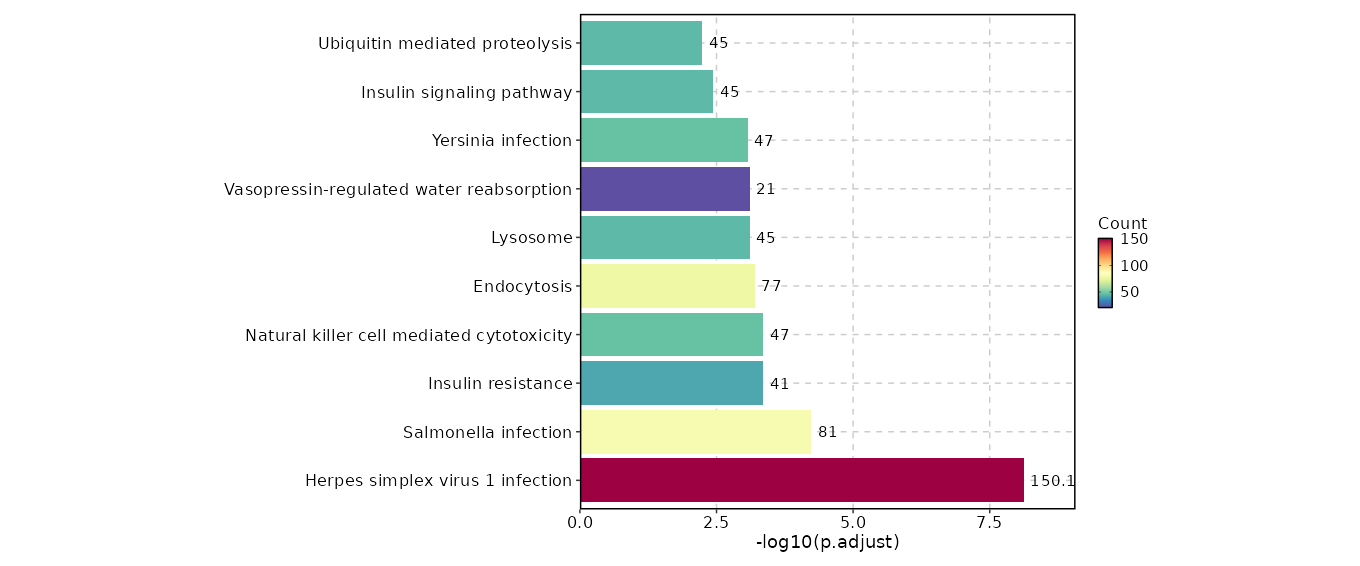 Ubiquitin mediated proteolysis 45
Insulin signaling pathway 45
Yersinia infection 47
Vasopressin-regulated water reabsorption 21
Lysosome 45
Endocytosis 77
Natural killer cell mediated cytotoxicity 47
Insulin resistance 41
Salmonella infection 81
Herpes simplex virus 1 infection 150.1
0.0 2.5 5.0 7.5
-log10(p.adjust)
Count
150
100
50